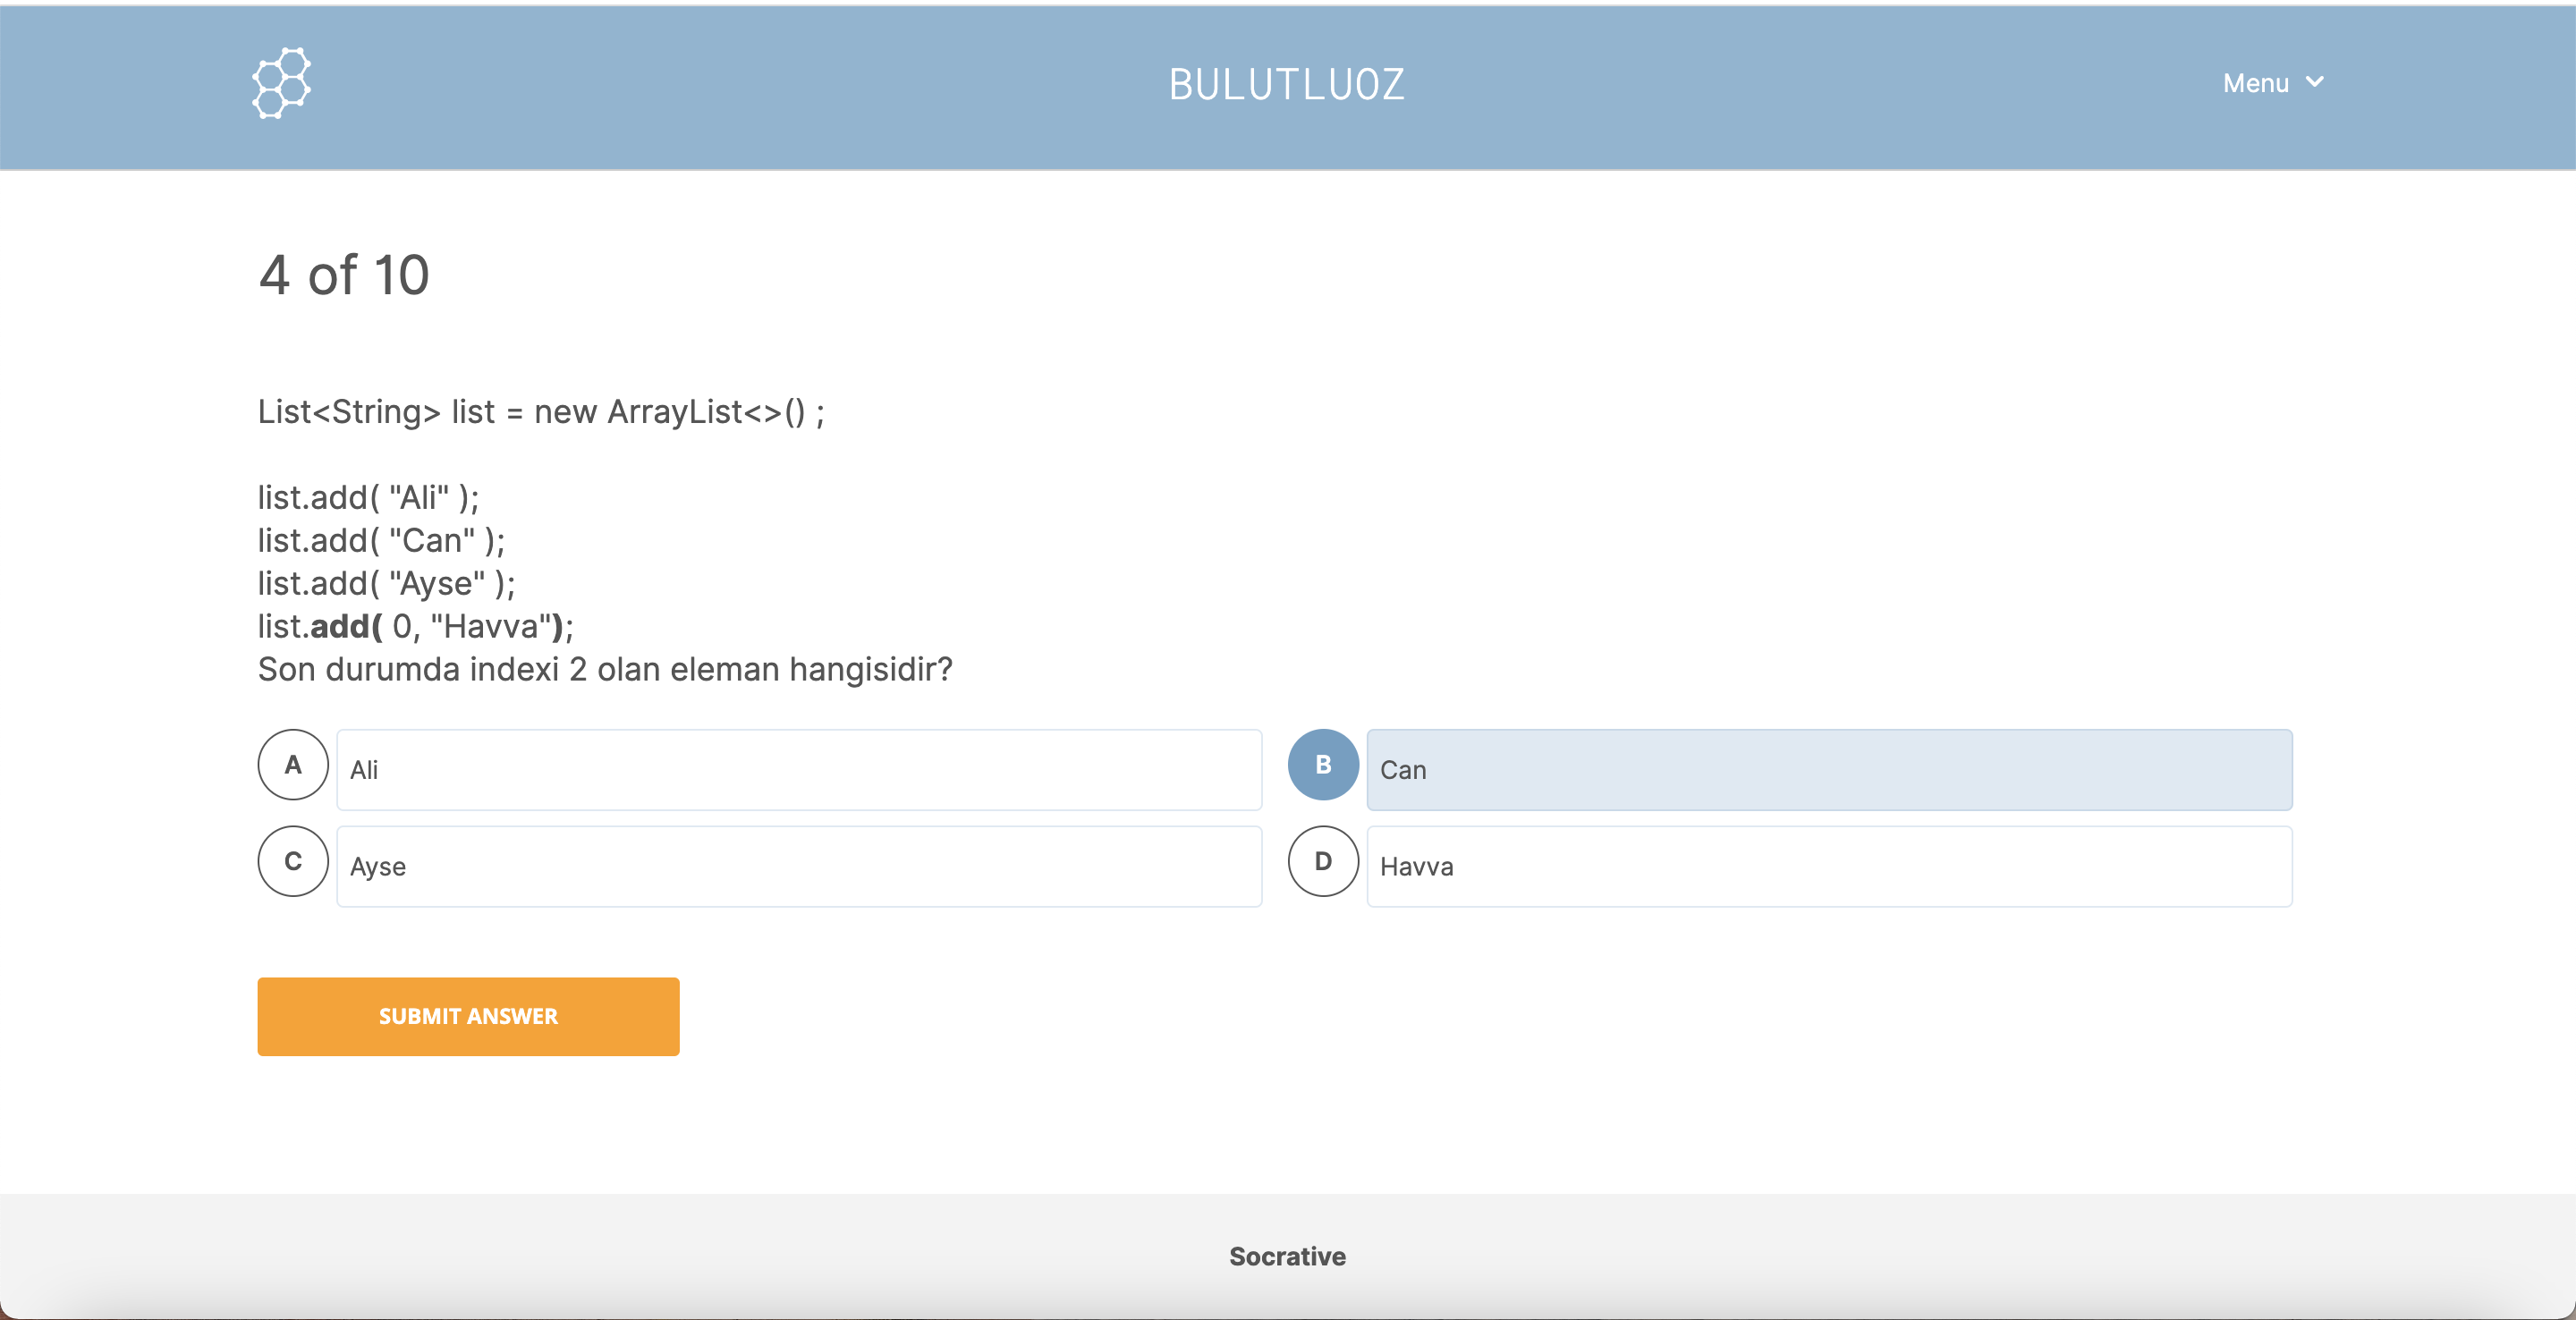 BULUTLUOZ
Menu
4 of 10
List<String> list = new ArrayList<>() ;
list.add( "Ali" );
list.add( "Can" );
list.add( "Ayse" );
list.add( 0, "Havva");
Son durumda indexi 2 olan eleman hangisidir?
A Ali
B Can
C Ayse
D Havva
SUBMIT ANSWER
Socrative